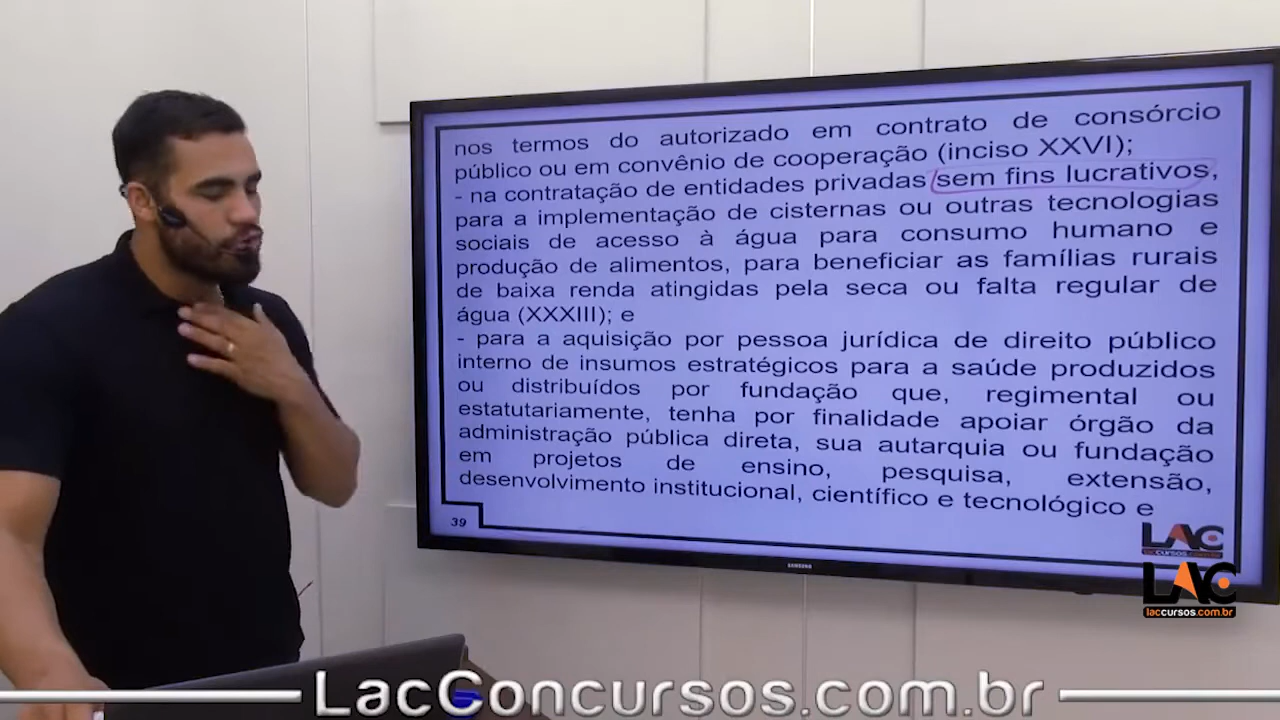 nos termos do autorizado em contrato de consórcio
público ou em convênio de cooperação (inciso XXVI);
- na contratação de entidades privadas sem fins lucrativos,
para a implementação de cisternas ou outras tecnologias
sociais de acesso à água para consumo humano e
produção de alimentos, para beneficiar as famílias rurais
de baixa renda atingidas pela seca ou falta regular de
água (XXXIII); e
- para a aquisição por pessoa jurídica de direito público
interno de insumos estratégicos para a saúde produzidos
ou distribuídos por fundação que, regimental ou
estatutariamente, tenha por finalidade apoiar órgão da
administração pública direta, sua autarquia ou fundação
em projetos de ensino, pesquisa, extensão,
desenvolvimento institucional, científico e tecnológico e
39
LAC
laccursos.com.br
SAMSUNG
LAC
laccursos.com.br
LacConcursos.com.br